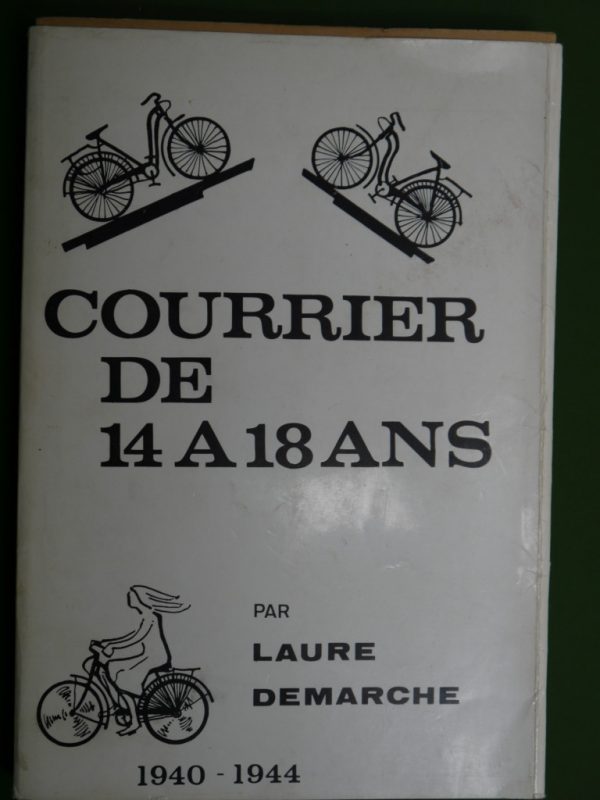 COURRIER
DE
14 A 18 ANS
PAR
LAURE
DEMARCHE
1940 - 1944